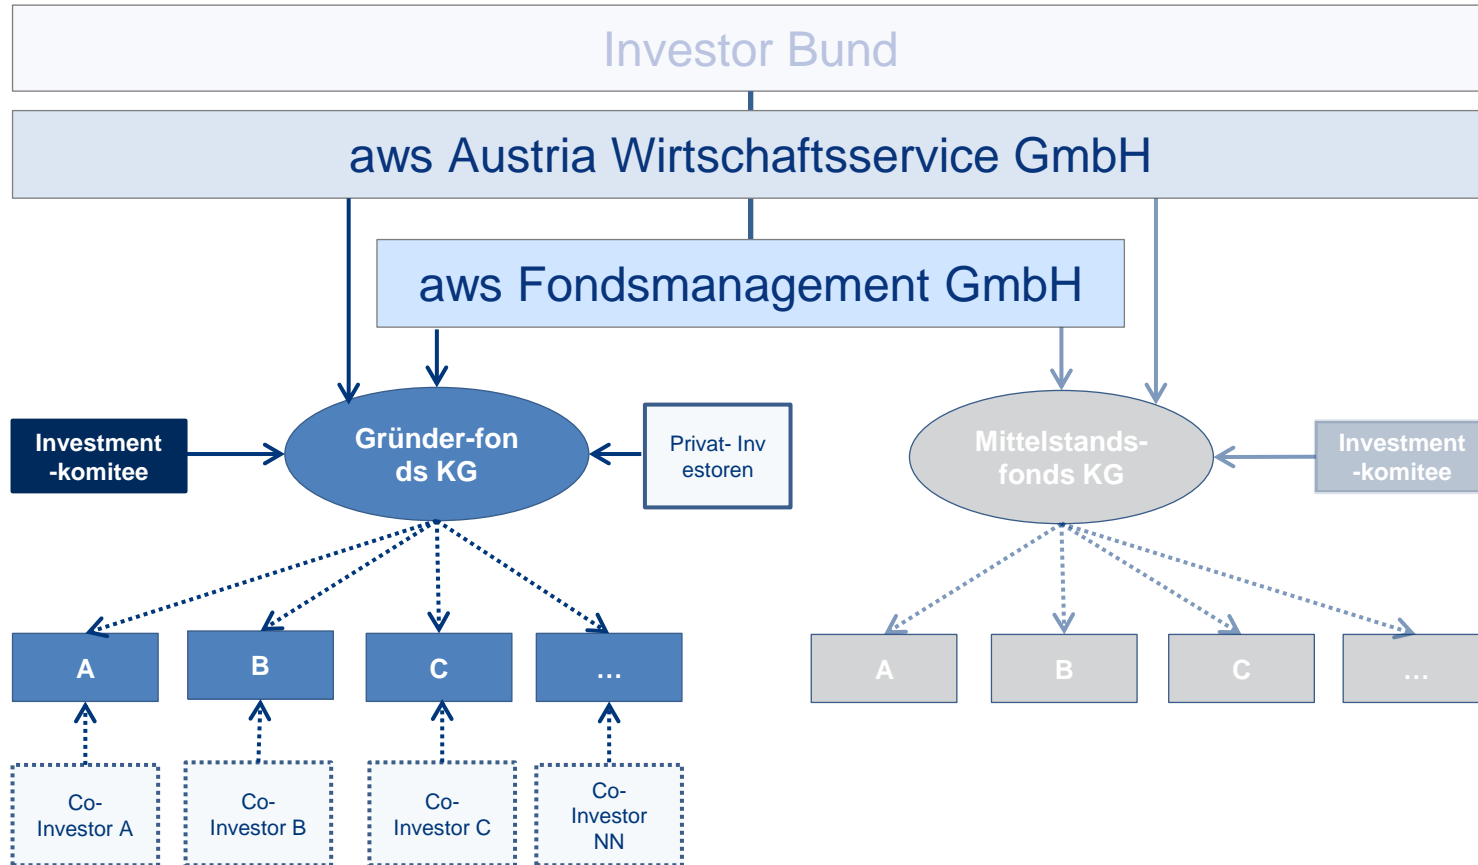 Investor Bund
aws Austria Wirtschaftsservice GmbH
aws Fondsmanagement GmbH
Investment
-komitee
Gründer-fon
ds KG
Privat- Inv
estoren
Mittelstands-
fonds KG
Investment
-komitee
A
B
C
...
A
B
C
...
Co-
Investor A
Co-
Investor B
Co-
Investor C
Co-
Investor
NN